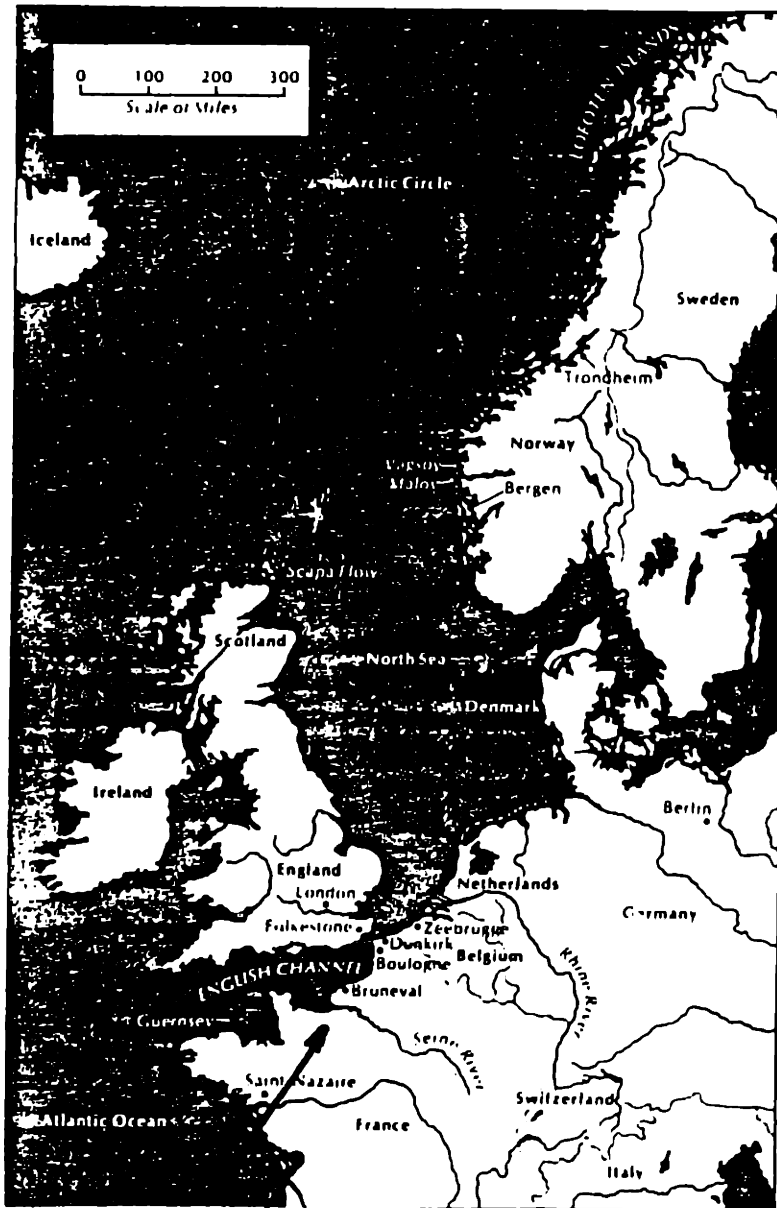 0 100 200 300
Scale of Miles
LOFOTEN ISLANDS
Arctic Circle
Iceland
Sweden
Trondheim
Norway
Vagsoy
Maloy
Bergen
Scapa Flow
Scotland
North Sea
Denmark
Ireland
Berlin
England
London
Netherlands
Germany
Folkestone
Zeebrugge
Dunkirk
Boulogne
Belgium
ENGLISH CHANNEL
Rhine River
Bruneval
Guernsey
Seine River
Saint-Nazaire
Switzerland
Atlantic Ocean
France
Italy